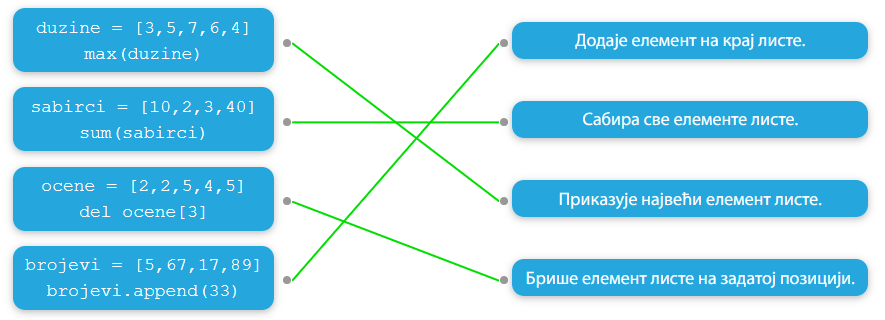 duzine = [3,5,7,6,4]
max(duzine)
Додаје елемент на крај листе.
sabirci = [10,2,3,40]
sum(sabirci)
Сабира све елементе листе.
ocene = [2,2,5,4,5]
del ocene[3]
Приказује највећи елемент листе.
brojevi = [5,67,17,89]
brojevi.append(33)
Брише елемент листе на задатој позицији.